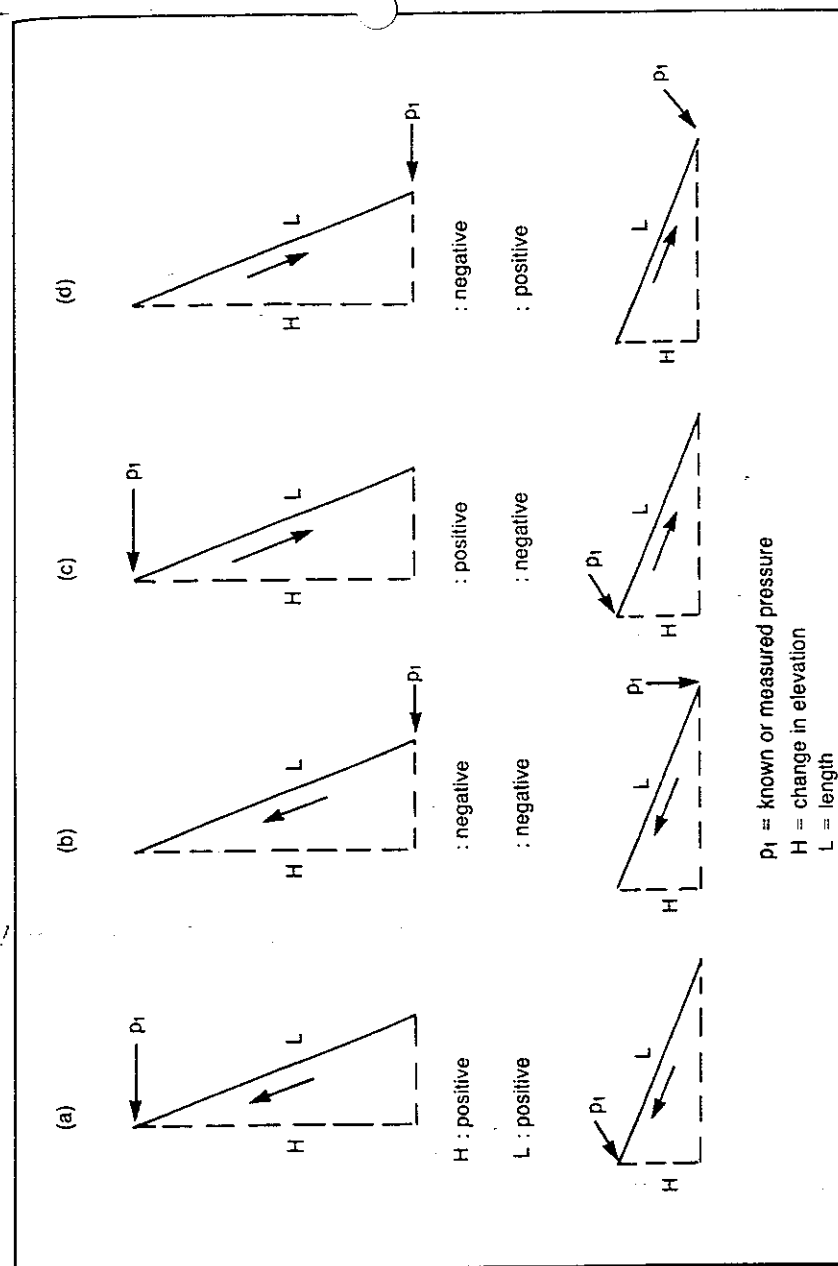 (a)
(b)
(c)
(d)
p₁
p₁
p₁
p₁
H
L
H
L
H
L
H
L
H : positive
: negative
: positive
: negative
L : positive
: negative
: negative
: positive
p₁
p₁
p₁
p₁
H
L
H
L
H
L
H
L
p₁ = known or measured pressure
H = change in elevation
L = length